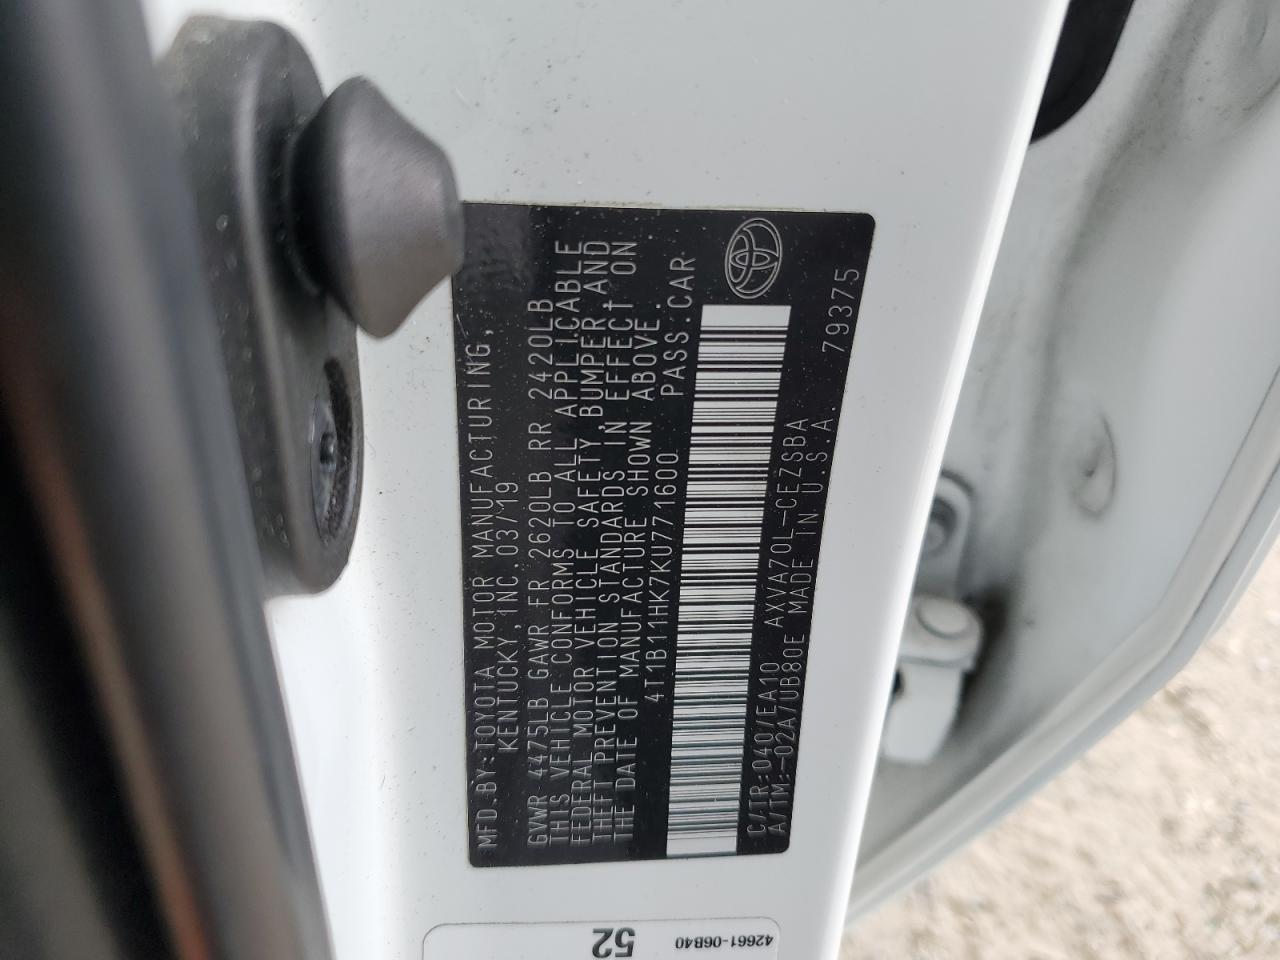 MFD.BY:TOYOTA MOTOR MANUFACTURING,
KENTUCKY, INC. 03/19
GVWR 4475LB GAWR FR 2620LB RR 2420LB
THIS VEHICLE CONFORMS TO ALL APPLICABLE
FEDERAL MOTOR VEHICLE SAFETY, BUMPER, AND
THEFT PREVENTION STANDARDS IN EFFECT ON
THE DATE OF MANUFACTURE SHOWN ABOVE.
4T1B11HK7KU771600 PASS.CAR
C/TR:040/EA10 AXVA70L-CEZSBA
A/TM:-02A/UB80E MADE IN U.S.A. 79375
52
42661-06B40